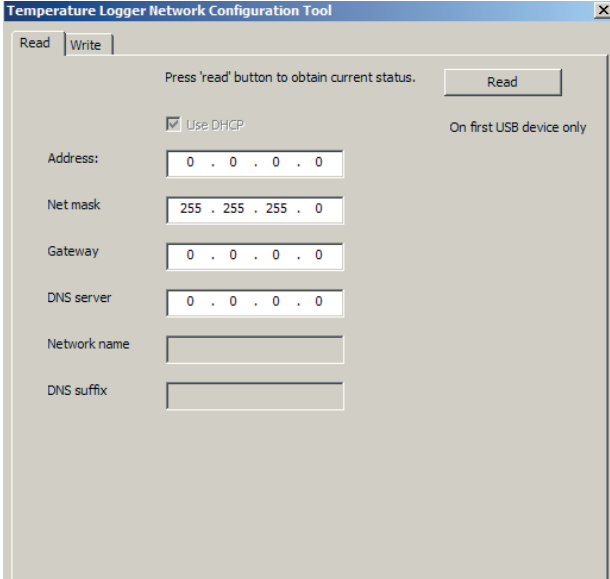 Temperature Logger Network Configuration Tool
Read Write
Press 'read' button to obtain current status. Read
Use DHCP On first USB device only
Address: 0 . 0 . 0 . 0
Net mask 255 . 255 . 255 . 0
Gateway 0 . 0 . 0 . 0
DNS server 0 . 0 . 0 . 0
Network name
DNS suffix